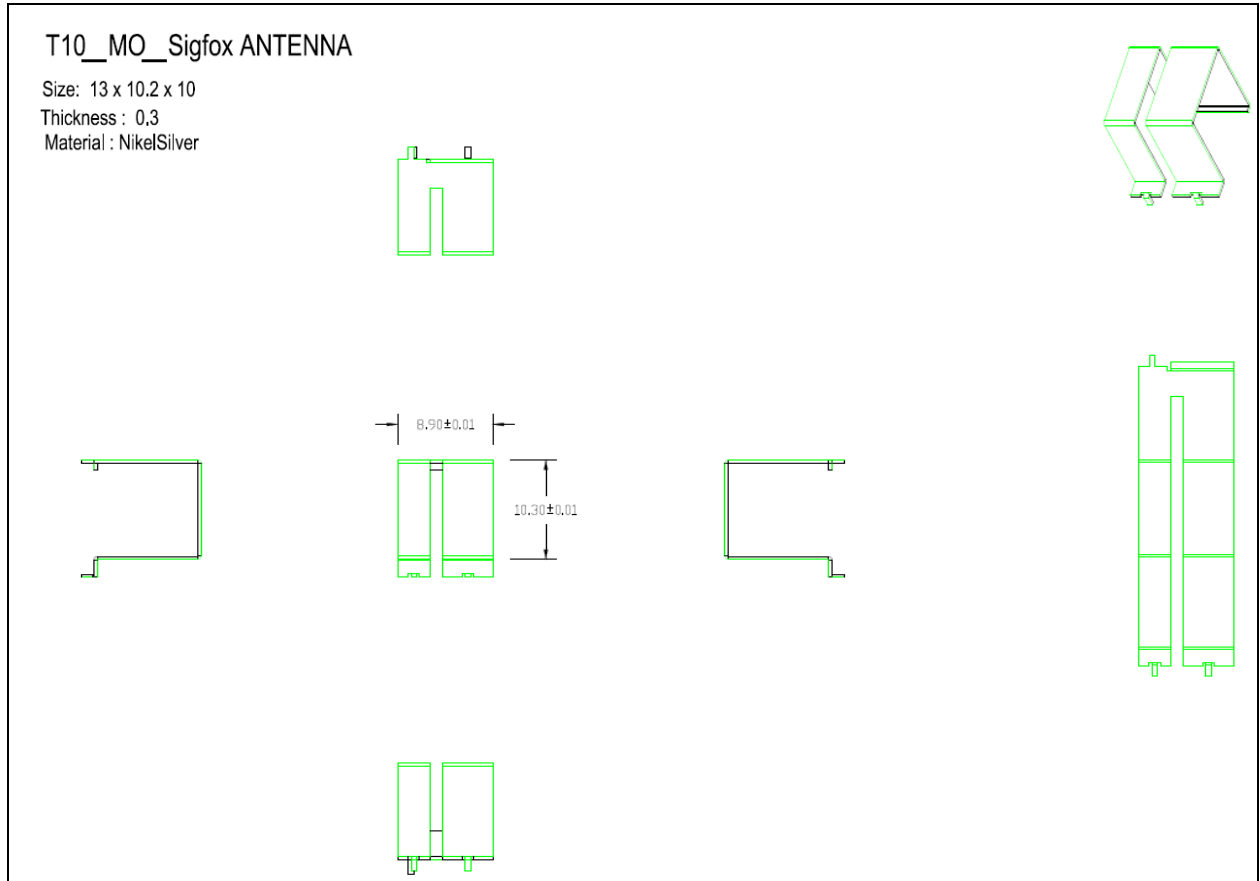 T10__MO__Sigfox ANTENNA
Size: 13 x 10.2 x 10
Thickness : 0.3
Material : NikelSilver
8.90±0.01
10.30±0.01